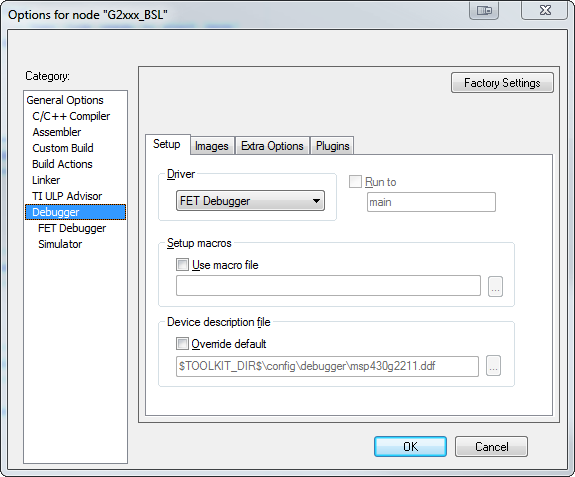 Options for node "G2xxx_BSL"
Category:
General Options
C/C++ Compiler
Assembler
Custom Build
Build Actions
Linker
TI ULP Advisor
Debugger
FET Debugger
Simulator
Factory Settings
Setup Images Extra Options Plugins
Driver
FET Debugger
Run to
main
Setup macros
Use macro file
...
Device description file
Override default
$TOOLKIT_DIR$\config\debugger\msp430g2211.ddf
...
OK Cancel